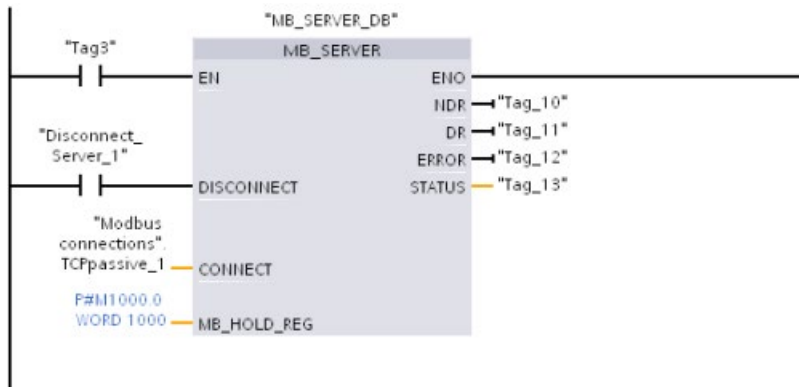 "MB_SERVER_DB"
MB_SERVER
"Tag3"
EN
ENO
NDR
"Tag_10"
DR
"Tag_11"
ERROR
"Tag_12"
STATUS
"Tag_13"
"Disconnect_
Server_1"
DISCONNECT
"Modbus
connections".
TCPpassive_1
CONNECT
P#M1000.0
WORD 1000
MB_HOLD_REG